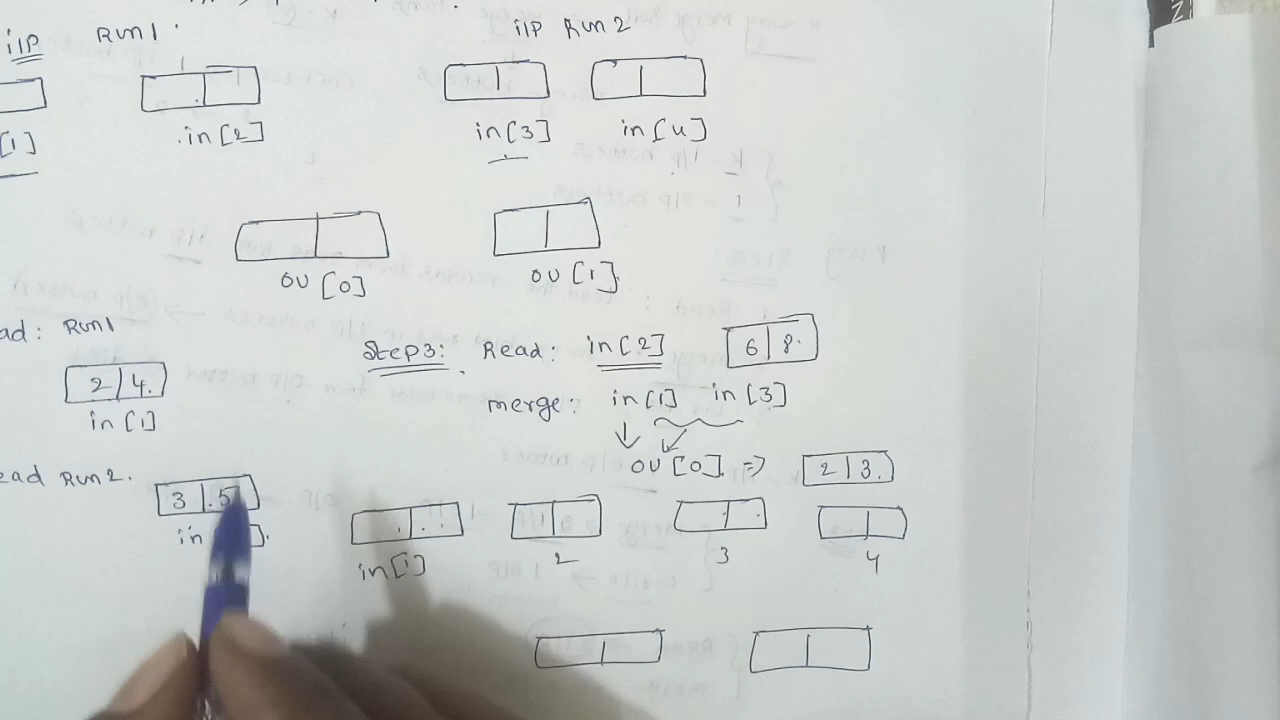 i/p Run1.
i/p Run2
[1] in[2] in[3] in[4]
ou[0] ou[1]
ad: Run1
2 4.
in[1]
Step3: Read: in[2] 6 8.
merge: in[1] in[3]
ou[0] => 2 3.
ead Run2.
3 .5
in
in[1] 2 3 4